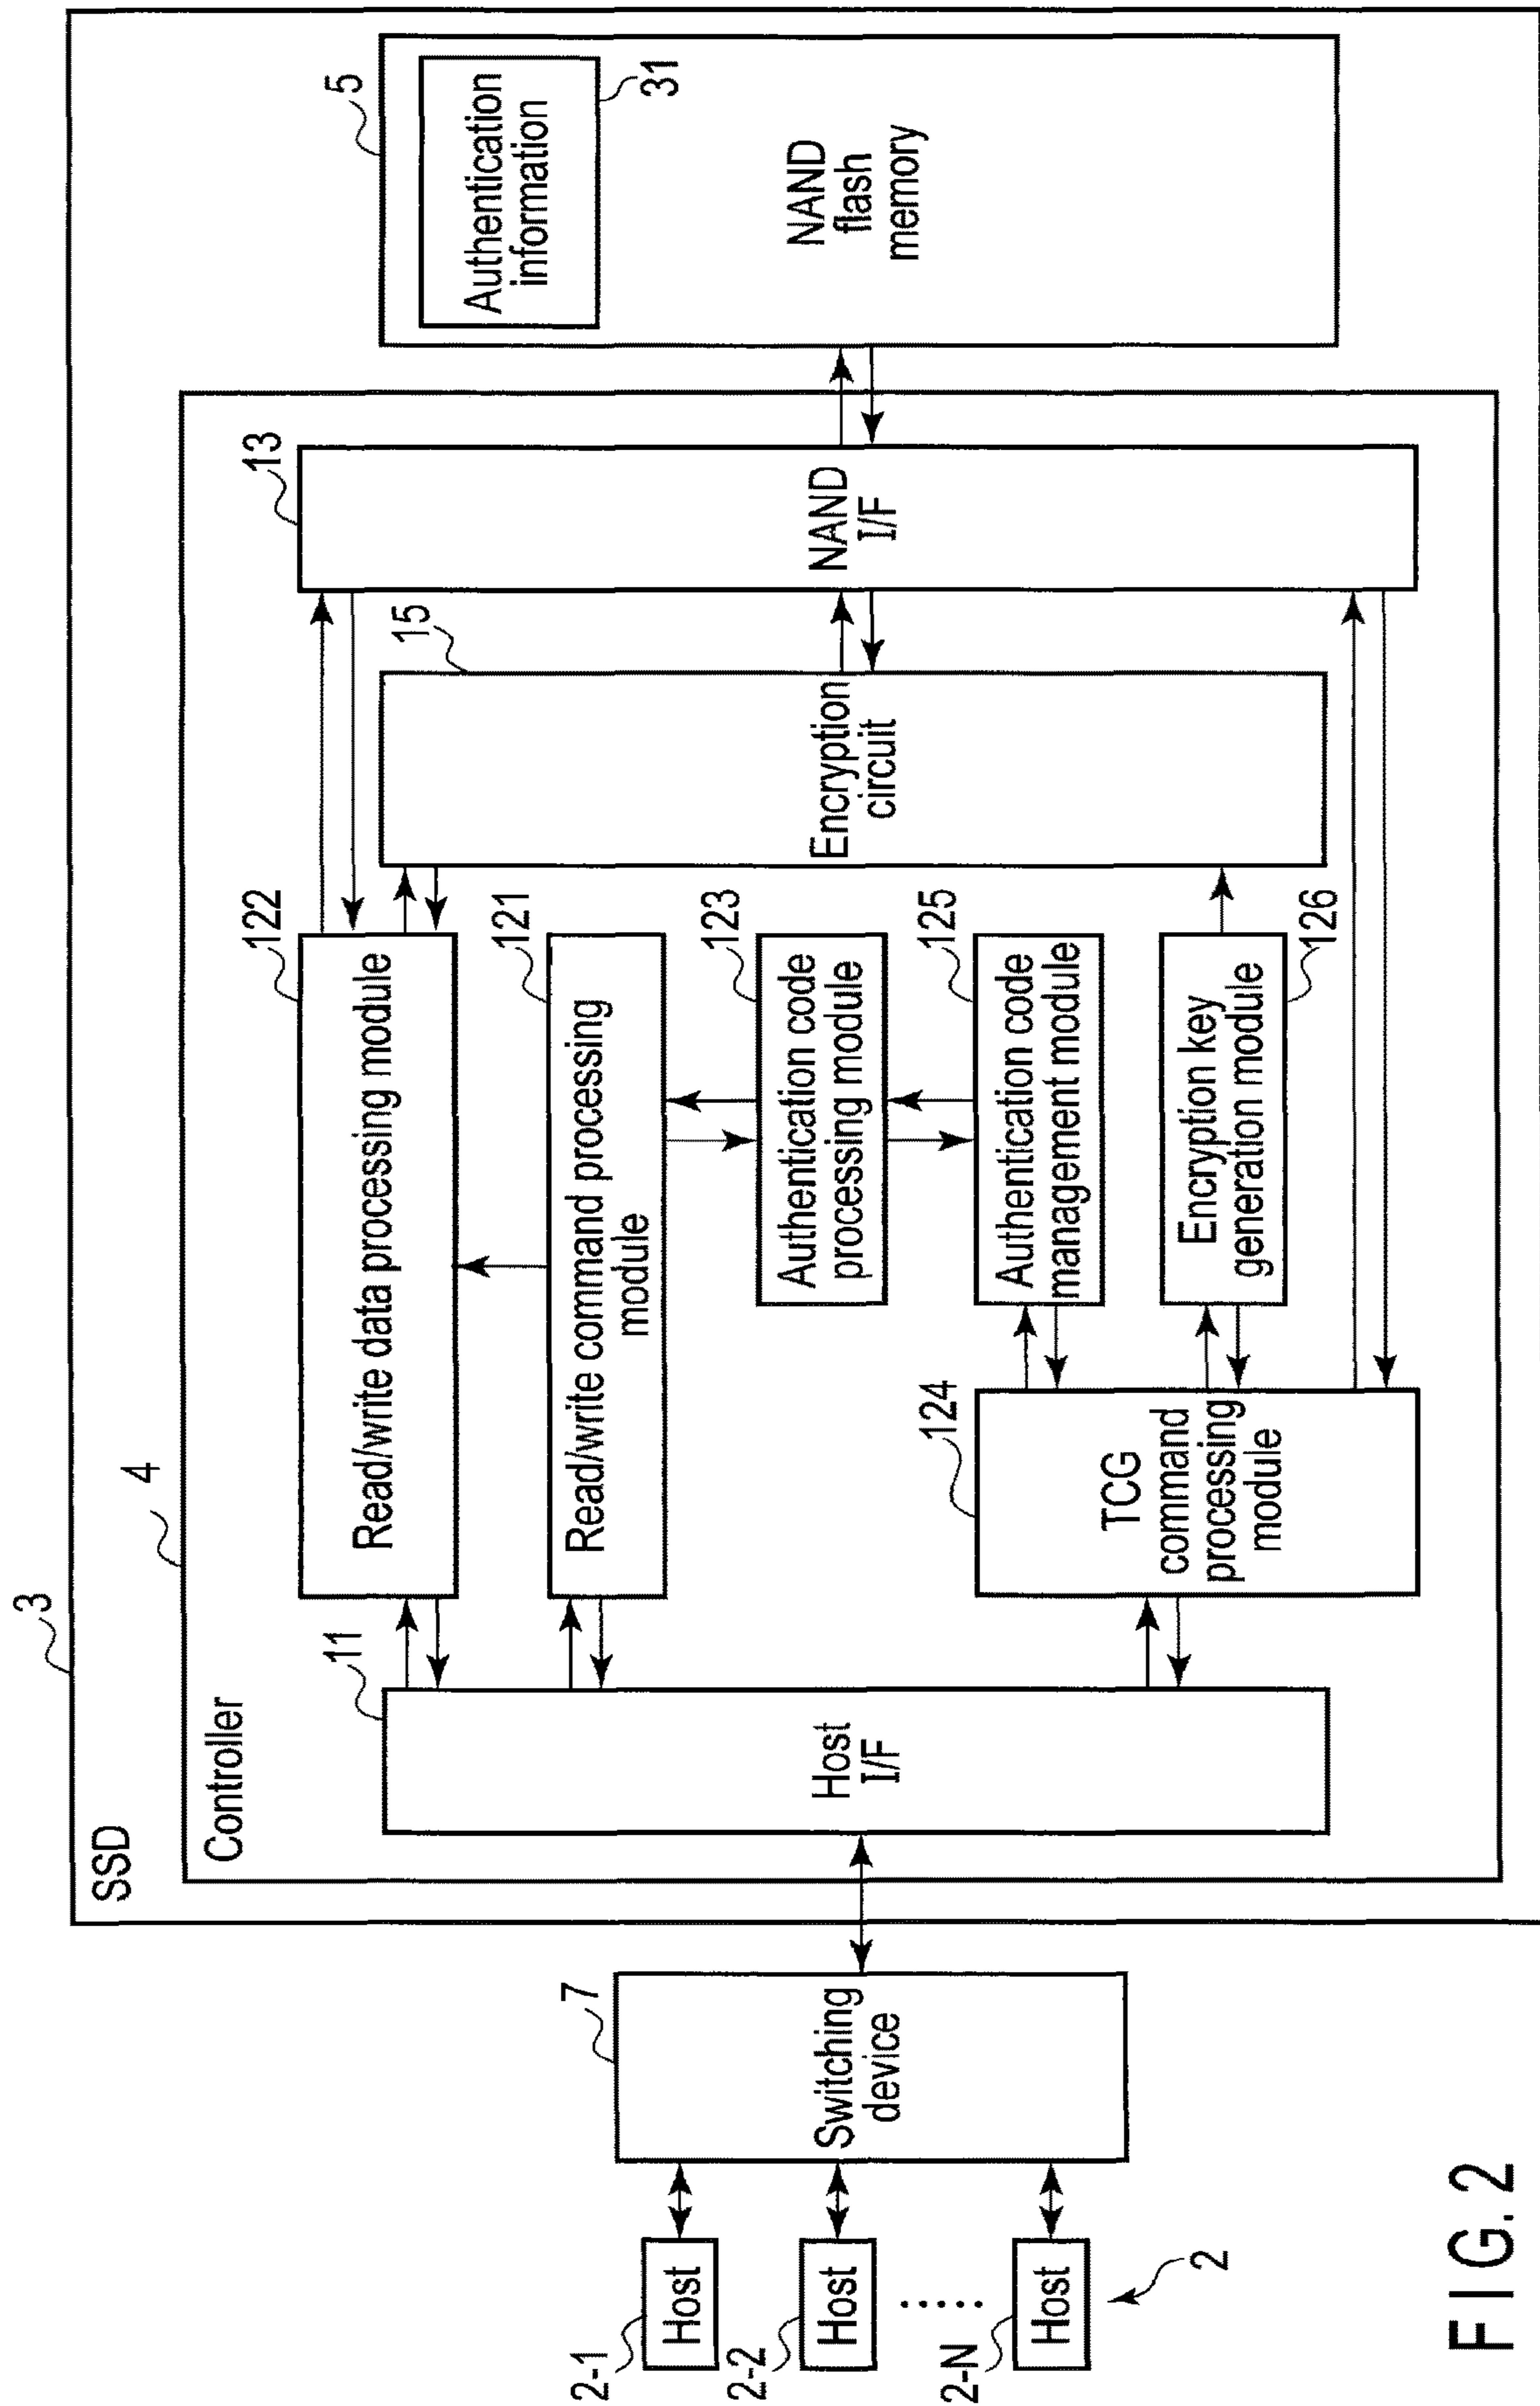 3
SSD
4
Controller
2-1
Host
2-2
Host
......
2-N
Host
2
7
Switching
device
11
Host
I/F
122
Read/write data processing module
121
Read/write command processing
module
123
Authentication code
processing module
124
TCG
command
processing
module
125
Authentication code
management module
126
Encryption key
generation module
15
Encryption
circuit
13
NAND
I/F
5
Authentication
information
31
NAND
flash
memory
FIG. 2